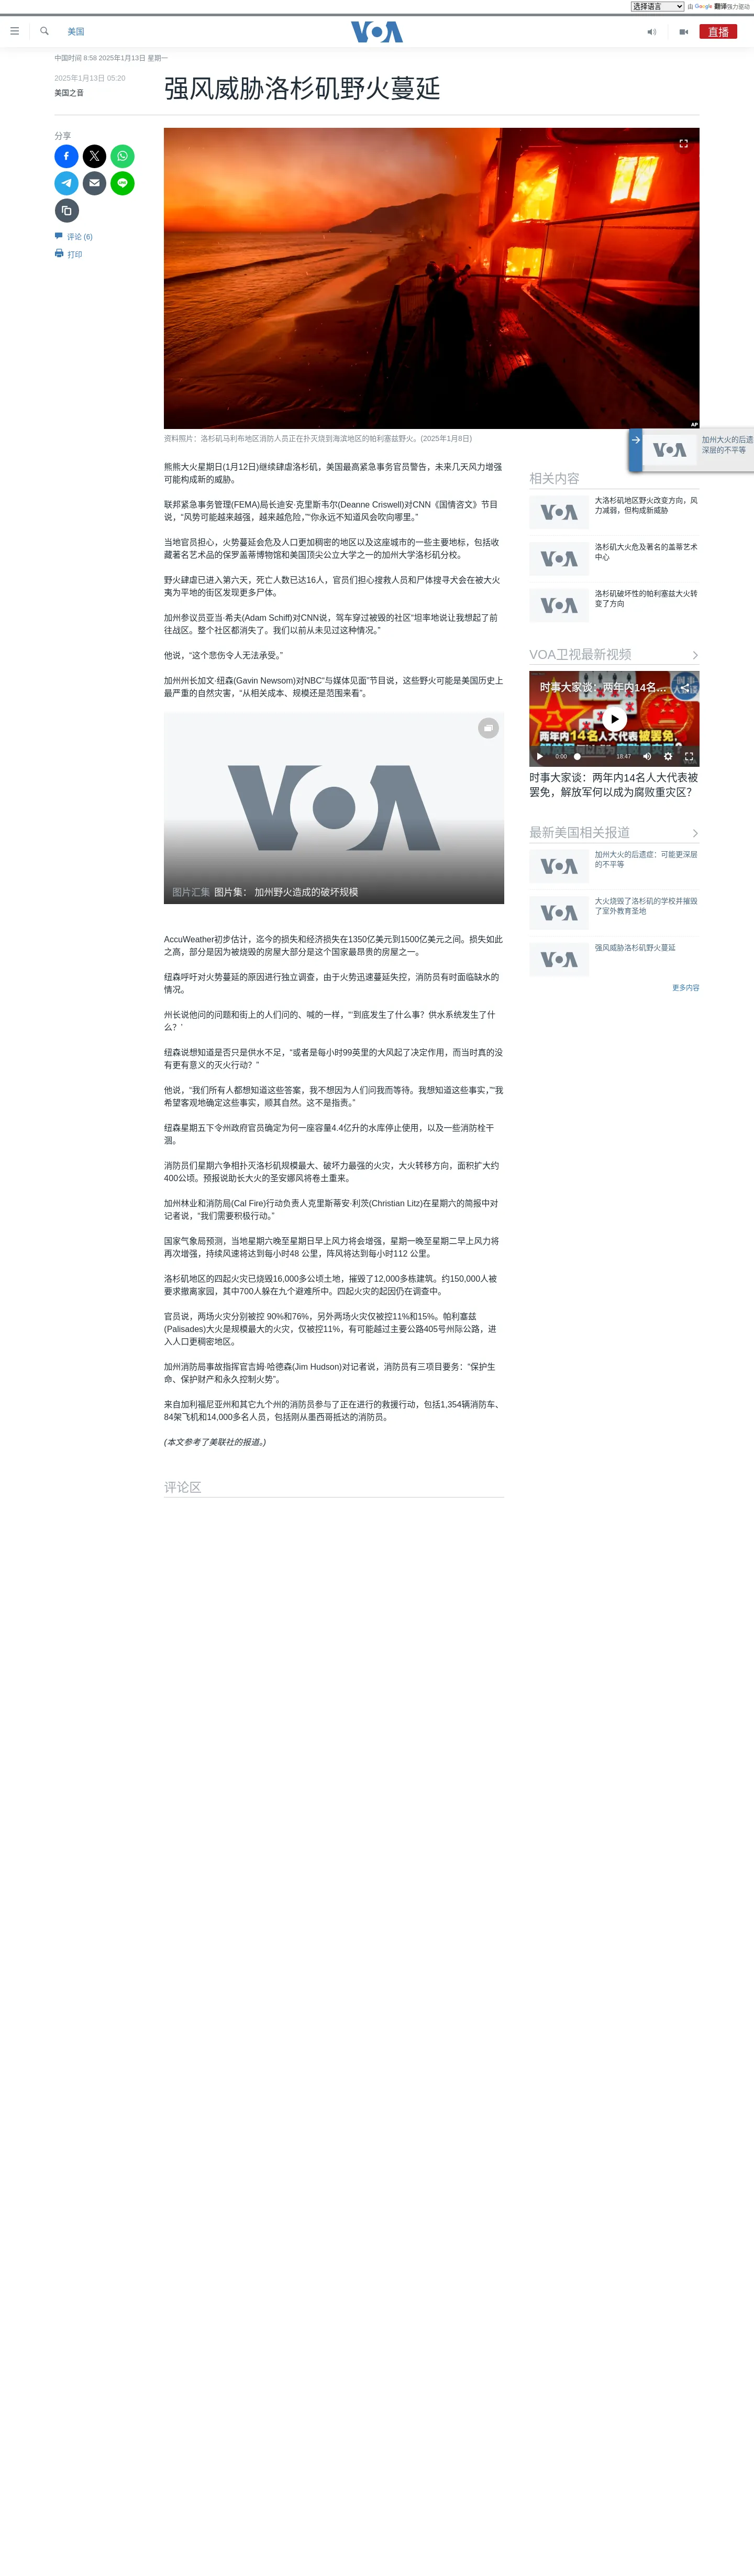 选择语言
由 Google 翻译强力驱动
美国
VOA
直播
中国时间 8:58 2025年1月13日 星期一
2025年1月13日 05:20
美国之音
强风威胁洛杉矶野火蔓延
分享
评论 (6)
打印
AP
资料照片：洛杉矶马利布地区消防人员正在扑灭烧到海滨地区的帕利塞兹野火。(2025年1月8日)
加州大火的后遗
深层的不平等
熊熊大火星期日(1月12日)继续肆虐洛杉矶，美国最高紧急事务官员警告，未来几天风力增强
可能构成新的威胁。
联邦紧急事务管理(FEMA)局长迪安·克里斯韦尔(Deanne Criswell)对CNN《国情咨文》节目
说，“风势可能越来越强，越来越危险，”“你永远不知道风会吹向哪里。”
当地官员担心，火势蔓延会危及人口更加稠密的地区以及这座城市的一些主要地标，包括收
藏著名艺术品的保罗盖蒂博物馆和美国顶尖公立大学之一的加州大学洛杉矶分校。
野火肆虐已进入第六天，死亡人数已达16人，官员们担心搜救人员和尸体搜寻犬会在被大火
夷为平地的街区发现更多尸体。
加州参议员亚当·希夫(Adam Schiff)对CNN说，驾车穿过被毁的社区“坦率地说让我想起了前
往战区。整个社区都消失了。我们以前从未见过这种情况。”
他说，“这个悲伤令人无法承受。”
加州州长加文·纽森(Gavin Newsom)对NBC“与媒体见面”节目说，这些野火可能是美国历史上
最严重的自然灾害，“从相关成本、规模还是范围来看”。
VOA
图片汇集 图片集： 加州野火造成的破坏规模
AccuWeather初步估计，迄今的损失和经济损失在1350亿美元到1500亿美元之间。损失如此
之高，部分是因为被烧毁的房屋大部分是这个国家最昂贵的房屋之一。
纽森呼吁对火势蔓延的原因进行独立调查，由于火势迅速蔓延失控，消防员有时面临缺水的
情况。
州长说他问的问题和街上的人们问的、喊的一样，“‘到底发生了什么事？供水系统发生了什
么？’
纽森说想知道是否只是供水不足，“或者是每小时99英里的大风起了决定作用，而当时真的没
有更有意义的灭火行动？”
他说，“我们所有人都想知道这些答案，我不想因为人们问我而等待。我想知道这些事实，”“我
希望客观地确定这些事实，顺其自然。这不是指责。”
纽森星期五下令州政府官员确定为何一座容量4.4亿升的水库停止使用，以及一些消防栓干
涸。
消防员们星期六争相扑灭洛杉矶规模最大、破坏力最强的火灾，大火转移方向，面积扩大约
400公顷。预报说助长大火的圣安娜风将卷土重来。
加州林业和消防局(Cal Fire)行动负责人克里斯蒂安·利茨(Christian Litz)在星期六的简报中对
记者说，“我们需要积极行动。”
国家气象局预测，当地星期六晚至星期日早上风力将会增强，星期一晚至星期二早上风力将
再次增强，持续风速将达到每小时48 公里，阵风将达到每小时112 公里。
洛杉矶地区的四起火灾已烧毁16,000多公顷土地，摧毁了12,000多栋建筑。约150,000人被
要求撤离家园，其中700人躲在九个避难所中。四起火灾的起因仍在调查中。
官员说，两场火灾分别被控 90%和76%，另外两场火灾仅被控11%和15%。帕利塞兹
(Palisades)大火是规模最大的火灾，仅被控11%，有可能越过主要公路405号州际公路，进
入人口更稠密地区。
加州消防局事故指挥官吉姆·哈德森(Jim Hudson)对记者说，消防员有三项目要务：“保护生
命、保护财产和永久控制火势”。
来自加利福尼亚州和其它九个州的消防员参与了正在进行的救援行动，包括1,354辆消防车、
84架飞机和14,000多名人员，包括刚从墨西哥抵达的消防员。
(本文参考了美联社的报道。)
评论区
相关内容
大洛杉矶地区野火改变方向，风
力减弱，但构成新威胁
洛杉矶大火危及著名的盖蒂艺术
中心
洛杉矶破坏性的帕利塞兹大火转
变了方向
VOA卫视最新视频
时事大家谈：两年内14名…
两年内14名人大代表被罢免，
0:00
18:47
时事大家谈：两年内14名人大代表被
罢免，解放军何以成为腐败重灾区？
最新美国相关报道
加州大火的后遗症：可能更深层
的不平等
大火烧毁了洛杉矶的学校并摧毁
了室外教育圣地
强风威胁洛杉矶野火蔓延
更多内容